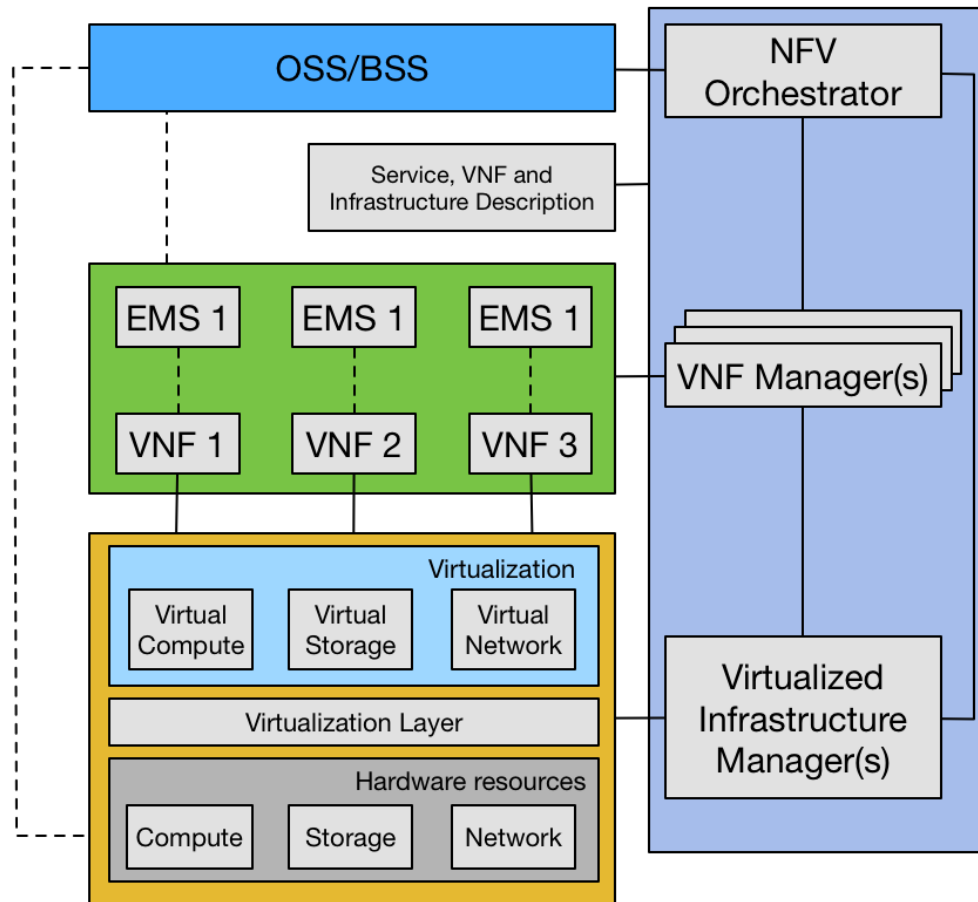 OSS/BSS
NFV
Orchestrator
Service, VNF and
Infrastructure Description
EMS 1
EMS 1
EMS 1
VNF Manager(s)
VNF 1
VNF 2
VNF 3
Virtualization
Virtual
Compute
Virtual
Storage
Virtual
Network
Virtualized
Infrastructure
Manager(s)
Virtualization Layer
Hardware resources
Compute
Storage
Network